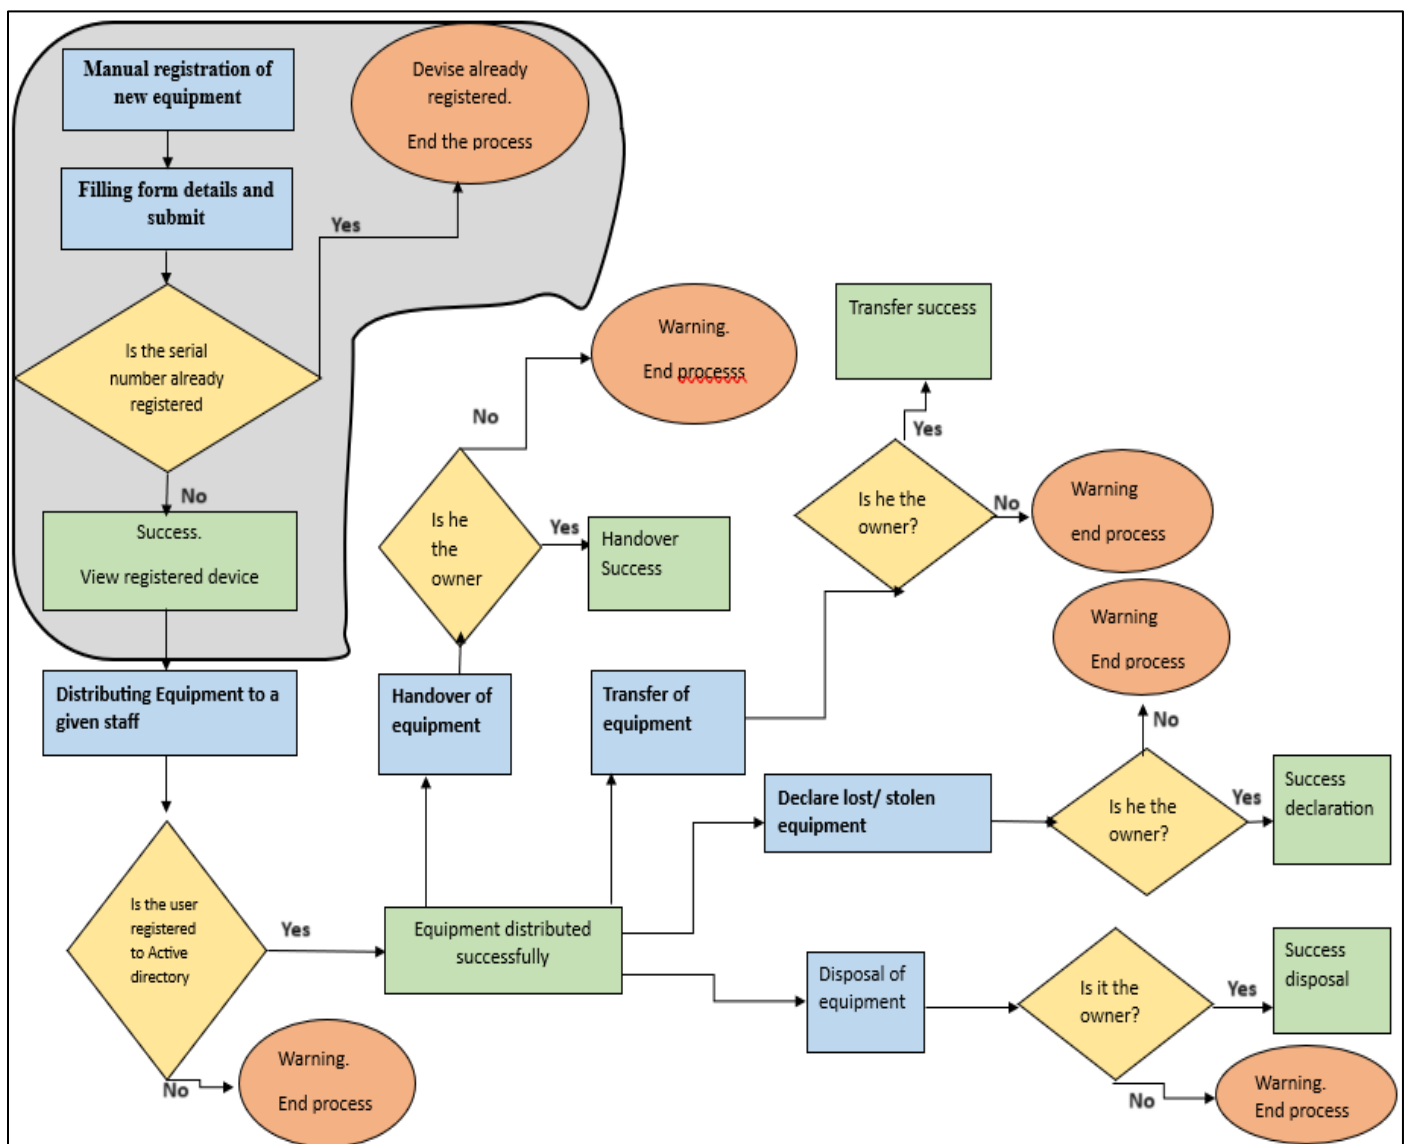 Manual registration of
new equipment
Devise already
registered.
End the process
Filling form details and
submit
Yes
Is the serial
number already
registered
No
Success.
View registered device
Warning.
End processs
No
Is he
the
owner
Yes
Handover
Success
Transfer success
Yes
Is he the
owner?
No
Warning
end process
Warning
End process
No
Distributing Equipment to a
given staff
Handover of
equipment
Transfer of
equipment
Declare lost/ stolen
equipment
Is he the
owner?
Yes
Success
declaration
Is the user
registered
to Active
directory
Yes
Equipment distributed
successfully
Disposal of
equipment
Is it the
owner?
Yes
Success
disposal
No
Warning.
End process
No
Warning.
End process